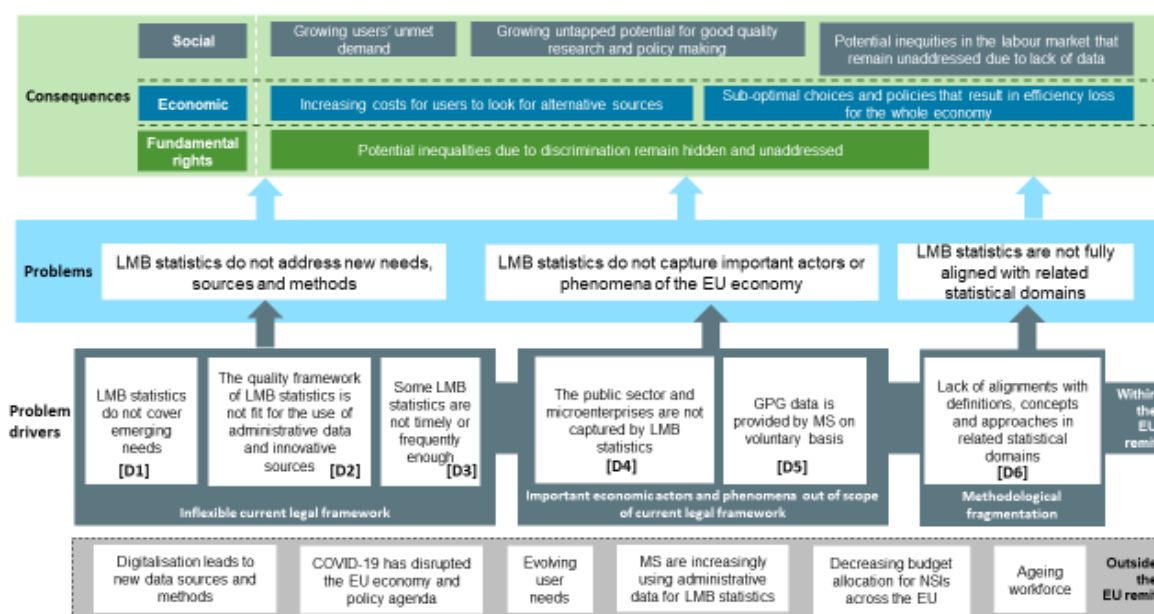 Social
Growing users' unmet
demand
Growing untapped potential for good quality
research and policy making
Potential inequities in the labour market that
remain unaddressed due to lack of data
Consequences
Economic
Increasing costs for users to look for alternative sources
Sub-optimal choices and policies that result in efficiency loss
for the whole economy
Fundamental
rights
Potential inequalities due to discrimination remain hidden and unaddressed
Problems
LMB statistics do not address new needs,
sources and methods
LMB statistics do not capture important actors or
phenomena of the EU economy
LMB statistics are not fully
aligned with related
statistical domains
Problem
drivers
LMB statistics
do not cover
emerging
needs
[D1]
The quality framework
of LMB statistics is
not fit for the use of
administrative data
and innovative
sources
[D2]
Some LMB
statistics are
not timely or
frequently
enough
[D3]
Inflexible current legal framework
The public sector and
microenterprises are not
captured by LMB
statistics
[D4]
GPG data is
provided by MS on
voluntary basis
[D5]
Important economic actors and phenomena out of scope
of current legal framework
Lack of alignments with
definitions, concepts
and approaches in
related statistical
domains
[D6]
Methodological
fragmentation
Within
the
EU
remit
Digitalisation leads to
new data sources and
methods
COVID-19 has disrupted
the EU economy and
policy agenda
Evolving
user
needs
MS are increasingly
using administrative
data for LMB statistics
Decreasing budget
allocation for NSIs
across the EU
Ageing
workforce
Outside
the
EU remit